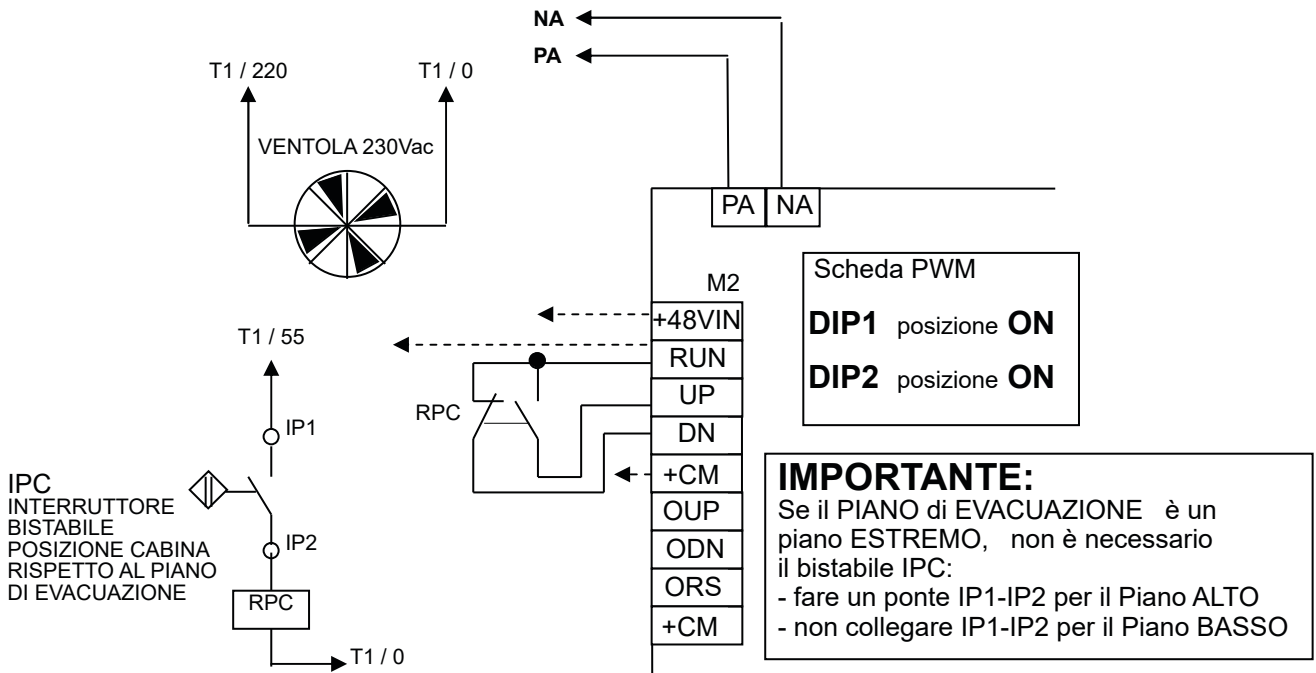 NA
PA
T1 / 220
T1 / 0
VENTOLA 230Vac
PA NA
M2
+48VIN
RUN
UP
DN
+CM
OUP
ODN
ORS
+CM
Scheda PWM
DIP1 posizione ON
DIP2 posizione ON
T1 / 55
IP1
RPC
IPC
INTERRUTTORE
BISTABILE
POSIZIONE CABINA
RISPETTO AL PIANO
DI EVACUAZIONE
IP2
RPC
T1 / 0
IMPORTANTE:
Se il PIANO di EVACUAZIONE è un
piano ESTREMO, non è necessario
il bistabile IPC:
- fare un ponte IP1-IP2 per il Piano ALTO
- non collegare IP1-IP2 per il Piano BASSO